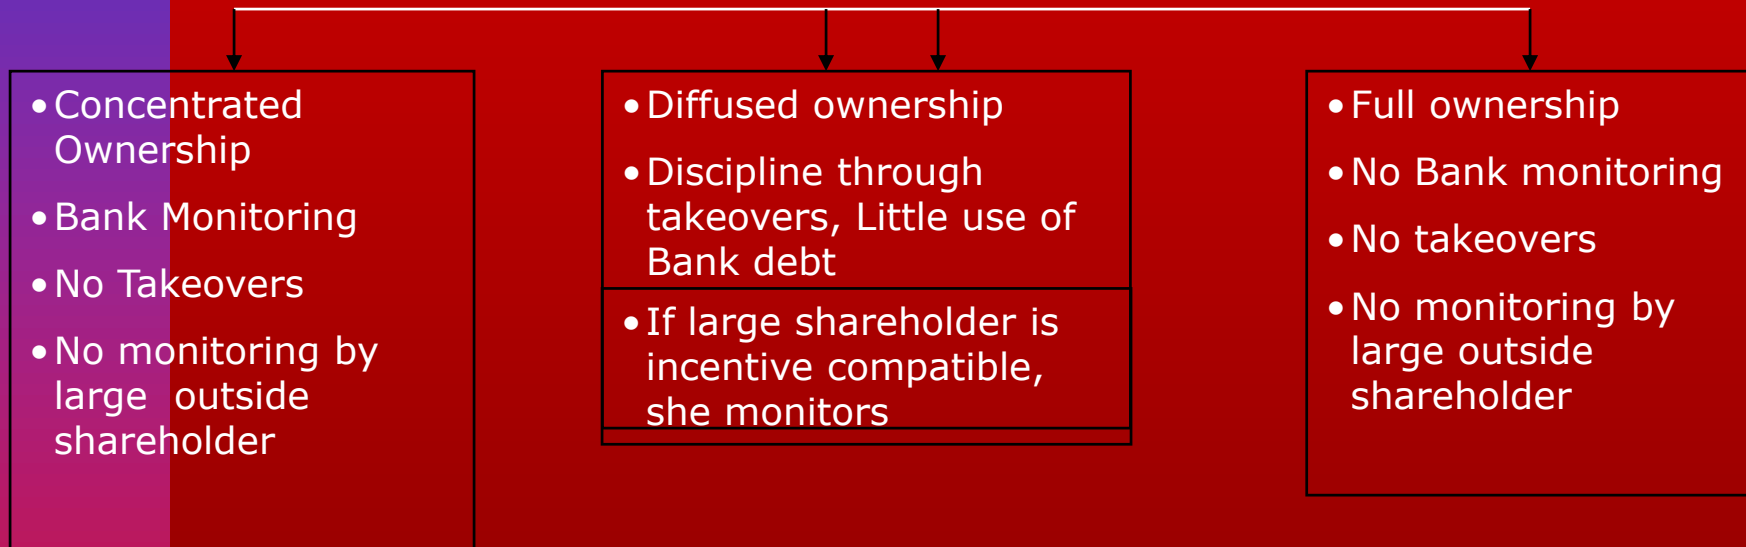 •Concentrated
Ownership
•Bank Monitoring
•No Takeovers
•No monitoring by
large outside
shareholder
•Diffused ownership
•Discipline through
takeovers, Little use of
Bank debt
•If large shareholder is
incentive compatible,
she monitors
•Full ownership
•No Bank monitoring
•No takeovers
•No monitoring by
large outside
shareholder